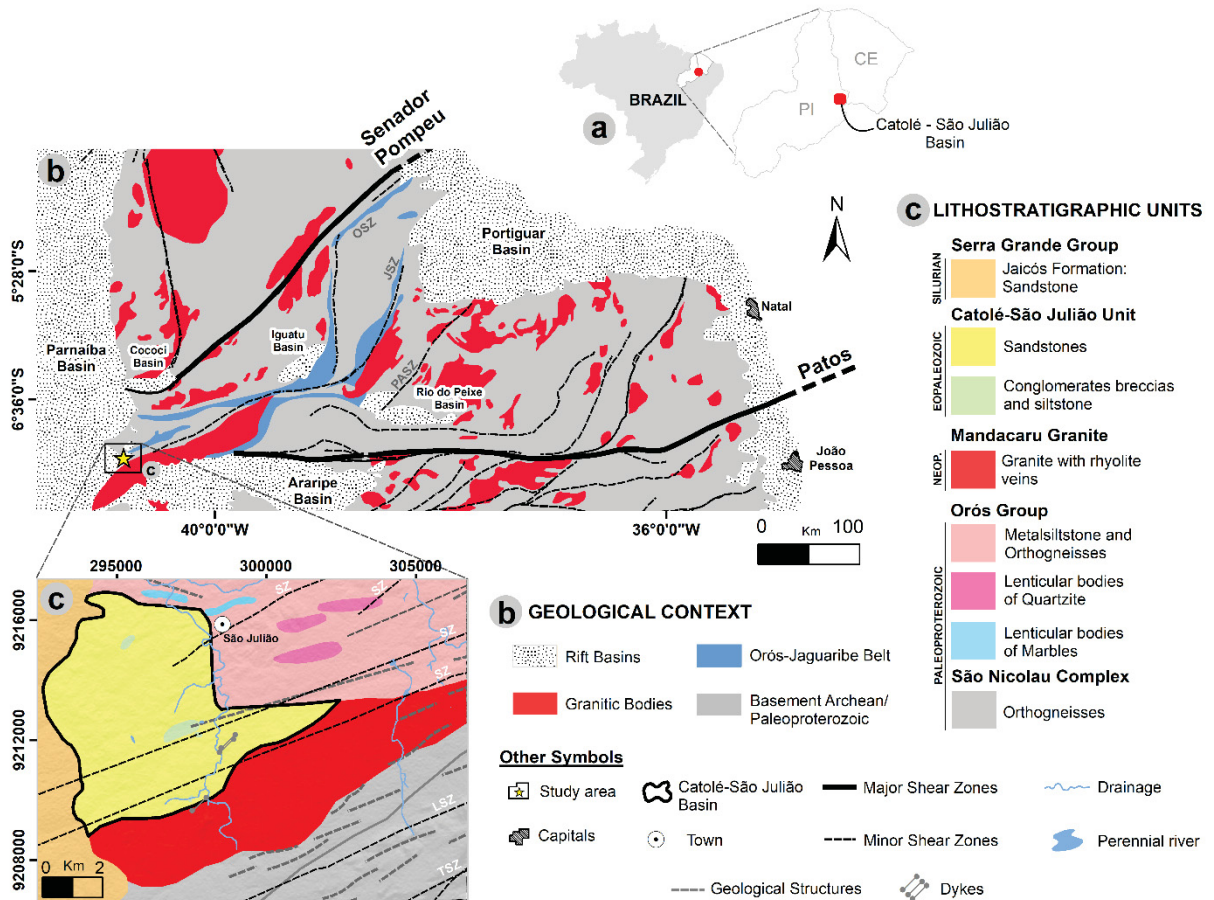 BRAZIL
CE
PI
a
Catolé - São Julião
Basin
b
Senador
Pompeu
N
OSZ
JSZ
Portiguar
Basin
5°28'0"S
Natal
Parnaíba
Basin
Cococi
Basin
Iguatu
Basin
PASZ
Rio do Peixe
Basin
Patos
6°36'0"S
c
Araripe
Basin
João
Pessoa
40°0'0"W
36°0'0"W
0 100
Km
295000 300000 305000
c
SZ
SZ
São Julião
SZ
SZ
LSZ
TSZ
9216000
9212000
9208000
0 Km 2
c LITHOSTRATIGRAPHIC UNITS
Serra Grande Group
SILURIAN
Jaicós Formation:
Sandstone
Catolé-São Julião Unit
EOPALEOZOIC
Sandstones
Conglomerates breccias
and siltstone
Mandacaru Granite
NEOP.
Granite with rhyolite
veins
Orós Group
PALEOPROTEROZOIC
Metalsiltstone and
Orthogneisses
Lenticular bodies
of Quartzite
Lenticular bodies
of Marbles
São Nicolau Complex
Orthogneisses
b GEOLOGICAL CONTEXT
Rift Basins
Orós-Jaguaribe Belt
Granitic Bodies
Basement Archean/
Paleoproterozoic
Other Symbols
Study area
Catolé-São Julião
Basin
Major Shear Zones
Drainage
Capitals
Town
Minor Shear Zones
Perennial river
Geological Structures
Dykes